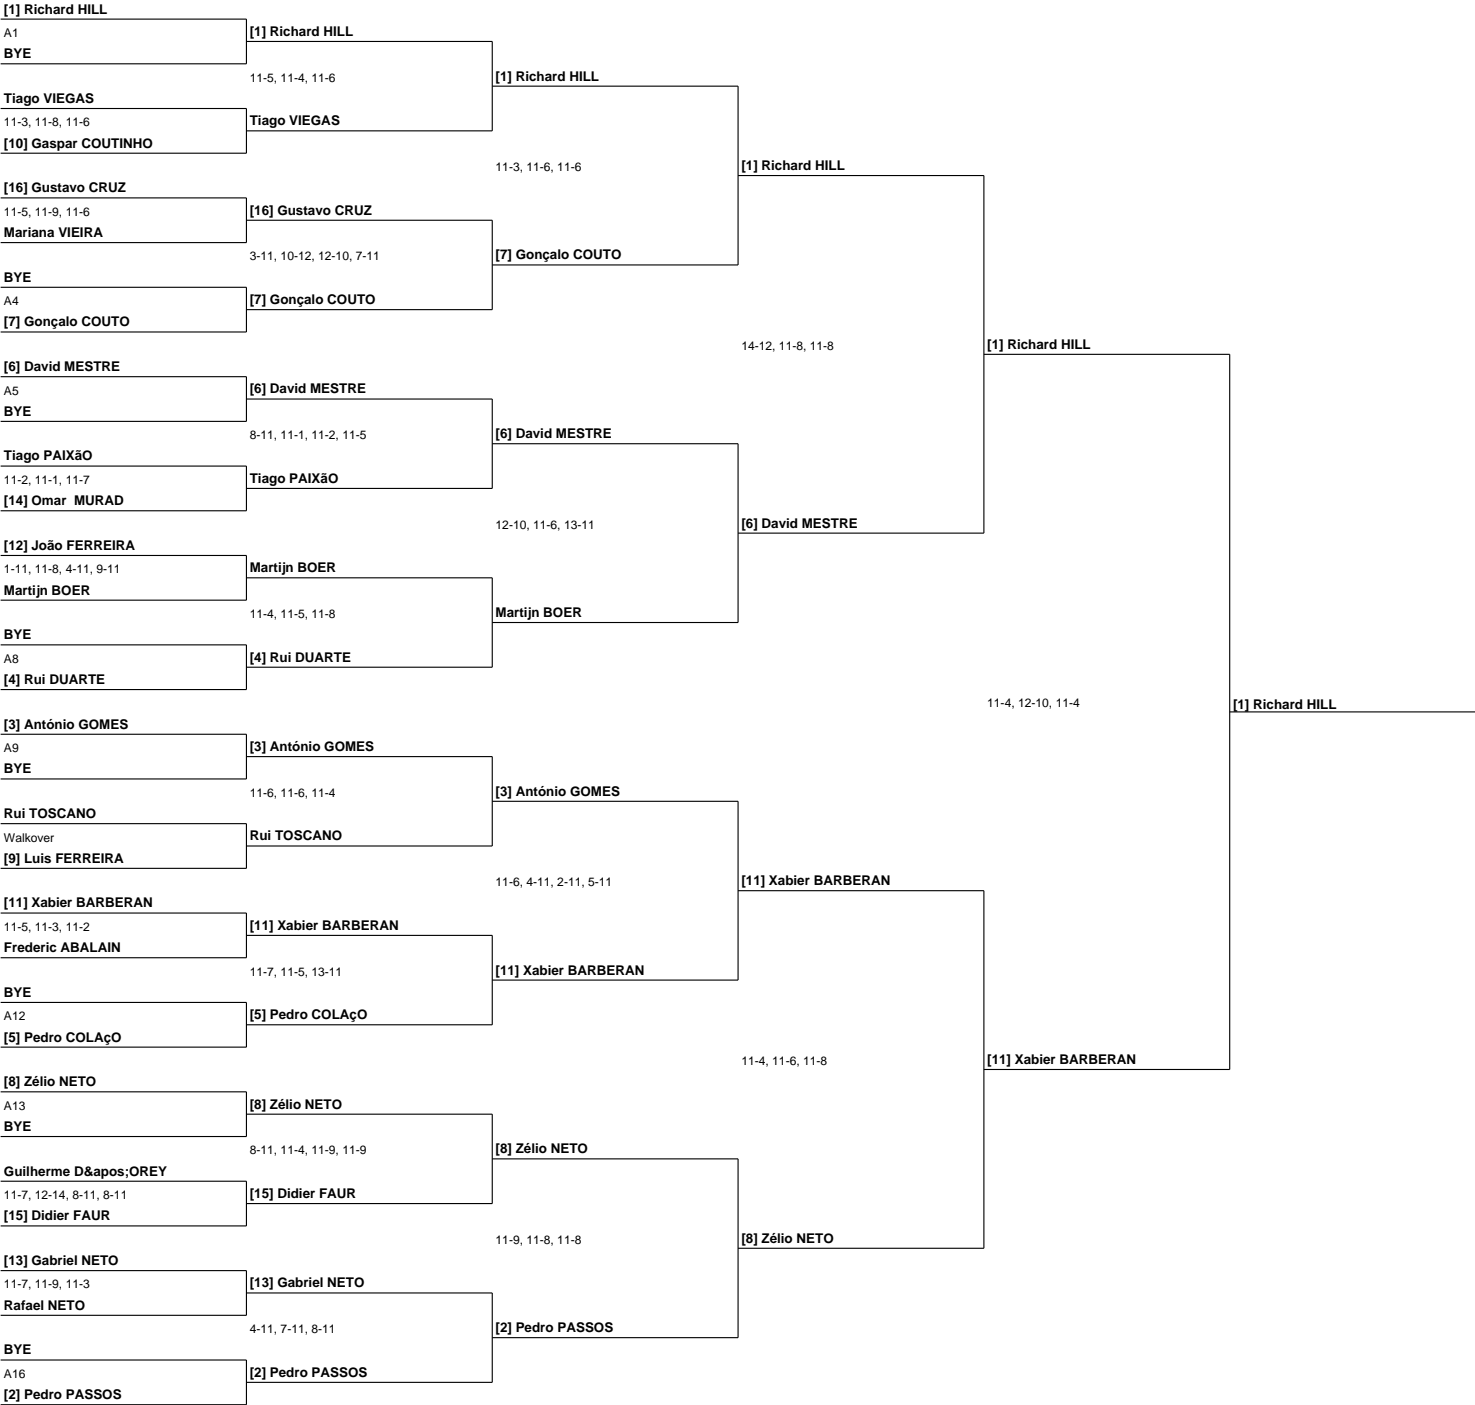 [1] Richard HILL
A1
BYE
Tiago VIEGAS
11-3, 11-8, 11-6
[10] Gaspar COUTINHO
[16] Gustavo CRUZ
11-5, 11-9, 11-6
Mariana VIEIRA
BYE
A4
[7] Gonçalo COUTO
[6] David MESTRE
A5
BYE
Tiago PAIXãO
11-2, 11-1, 11-7
[14] Omar  MURAD
[12] João FERREIRA
1-11, 11-8, 4-11, 9-11
Martijn BOER
BYE
A8
[4] Rui DUARTE
[3] António GOMES
A9
BYE
Rui TOSCANO
Walkover
[9] Luis FERREIRA
[11] Xabier BARBERAN
11-5, 11-3, 11-2
Frederic ABALAIN
BYE
A12
[5] Pedro COLAçO
[8] Zélio NETO
A13
BYE
Guilherme D&apos;OREY
11-7, 12-14, 8-11, 8-11
[15] Didier FAUR
[13] Gabriel NETO
11-7, 11-9, 11-3
Rafael NETO
BYE
A16
[2] Pedro PASSOS
[1] Richard HILL
11-5, 11-4, 11-6
Tiago VIEGAS
[16] Gustavo CRUZ
3-11, 10-12, 12-10, 7-11
[7] Gonçalo COUTO
[6] David MESTRE
8-11, 11-1, 11-2, 11-5
Tiago PAIXãO
Martijn BOER
11-4, 11-5, 11-8
[4] Rui DUARTE
[3] António GOMES
11-6, 11-6, 11-4
Rui TOSCANO
[11] Xabier BARBERAN
11-7, 11-5, 13-11
[5] Pedro COLAçO
[8] Zélio NETO
8-11, 11-4, 11-9, 11-9
[15] Didier FAUR
[13] Gabriel NETO
4-11, 7-11, 8-11
[2] Pedro PASSOS
[1] Richard HILL
11-3, 11-6, 11-6
[7] Gonçalo COUTO
[6] David MESTRE
12-10, 11-6, 13-11
Martijn BOER
[3] António GOMES
11-6, 4-11, 2-11, 5-11
[11] Xabier BARBERAN
[8] Zélio NETO
11-9, 11-8, 11-8
[2] Pedro PASSOS
[1] Richard HILL
14-12, 11-8, 11-8
[6] David MESTRE
[11] Xabier BARBERAN
11-4, 11-6, 11-8
[8] Zélio NETO
[1] Richard HILL
11-4, 12-10, 11-4
[11] Xabier BARBERAN
[1] Richard HILL